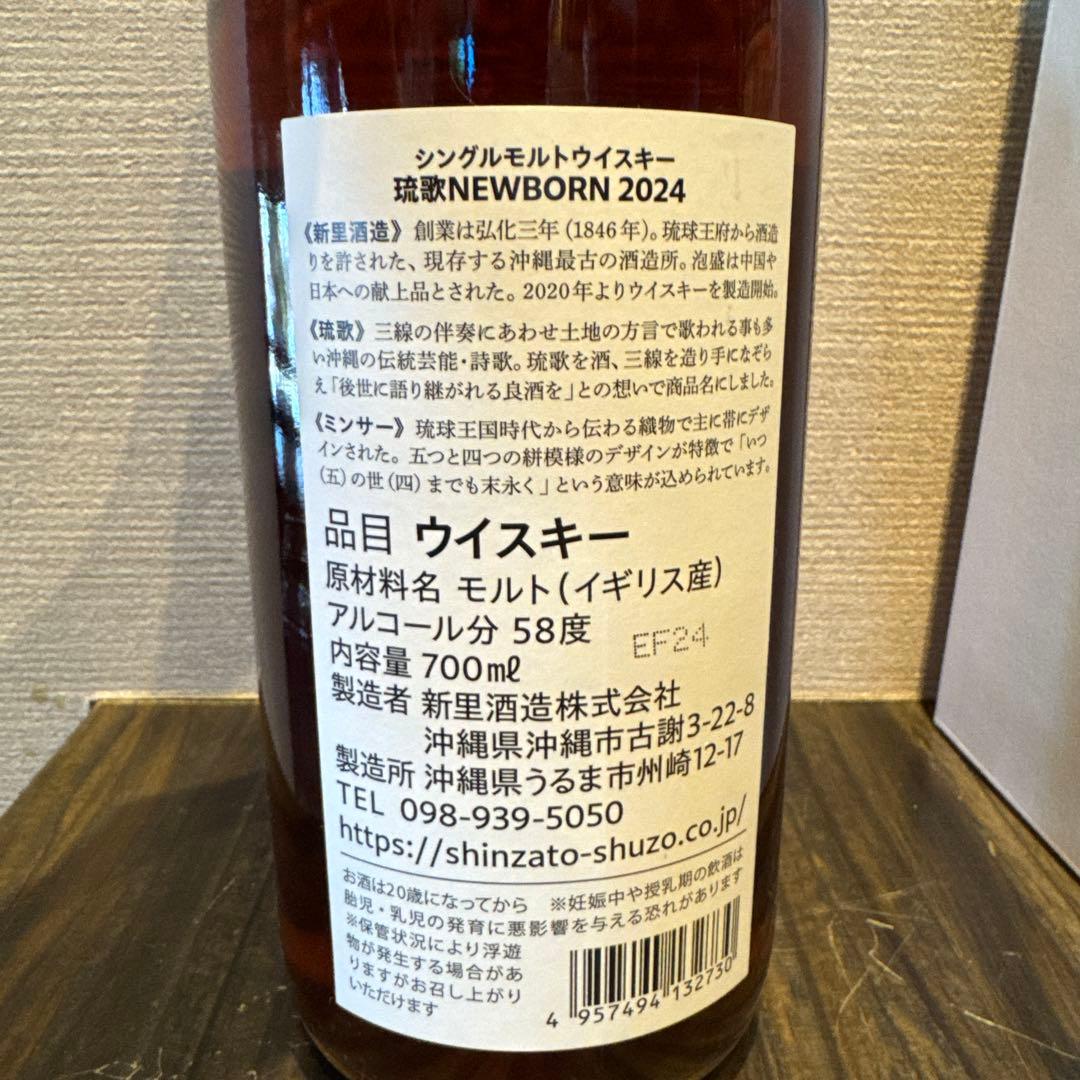 シングルモルトウイスキー
琉歌NEWBORN 2024
《新里酒造》創業は弘化三年（1846年）。琉球王府から酒造
りを許された、現存する沖縄最古の酒造所。泡盛は中国や
日本への献上品とされた。2020年よりウイスキーを製造開始。
《琉歌》三線の伴奏にあわせ土地の方言で歌われる事も多
い沖縄の伝統芸能・詩歌。琉歌を酒、三線を造り手になぞら
え「後世に語り継がれる良酒を」との想いで商品名にしました。
《ミンサー》琉球王国時代から伝わる織物で主に帯にデザ
インされた。五つと四つの絣模様のデザインが特徴で「いつ
（五）の世（四）までも末永く」という意味が込められています。
品目 ウイスキー
原材料名 モルト（イギリス産）
アルコール分 58度
EF24
内容量 700mℓ
製造者 新里酒造株式会社
沖縄県沖縄市古謝3-22-8
製造所 沖縄県うるま市州崎12-17
TEL 098-939-5050
https://shinzato-shuzo.co.jp/
お酒は20歳になってから ※妊娠中や授乳期の飲酒は
胎児・乳児の発育に悪影響を与える恐れがあります
※保管状況により浮遊
物が発生する場合があ
りますがお召し上がり
いただけます
4 957494 132730